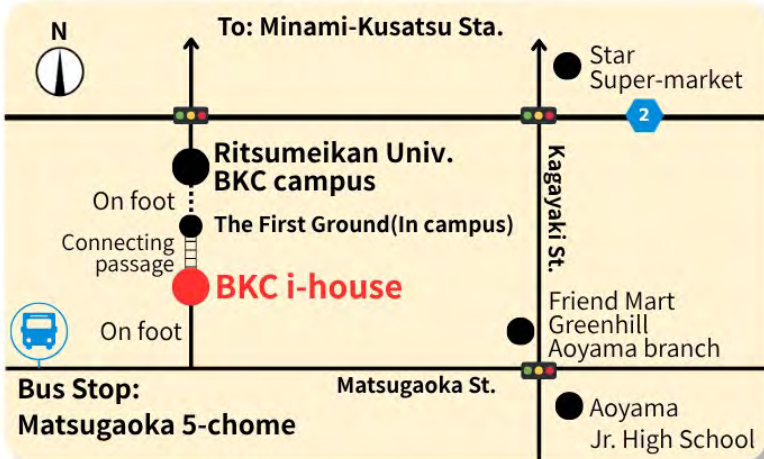 N
To: Minami-Kusatsu Sta.
Star
Super-market
2
Ritsumeikan Univ.
BKC campus
On foot
The First Ground(In campus)
Connecting
passage
BKC i-house
Kagayaki St.
Friend Mart
Greenhill
Aoyama branch
On foot
Matsugaoka St.
Bus Stop:
Matsugaoka 5-chome
Aoyama
Jr. High School